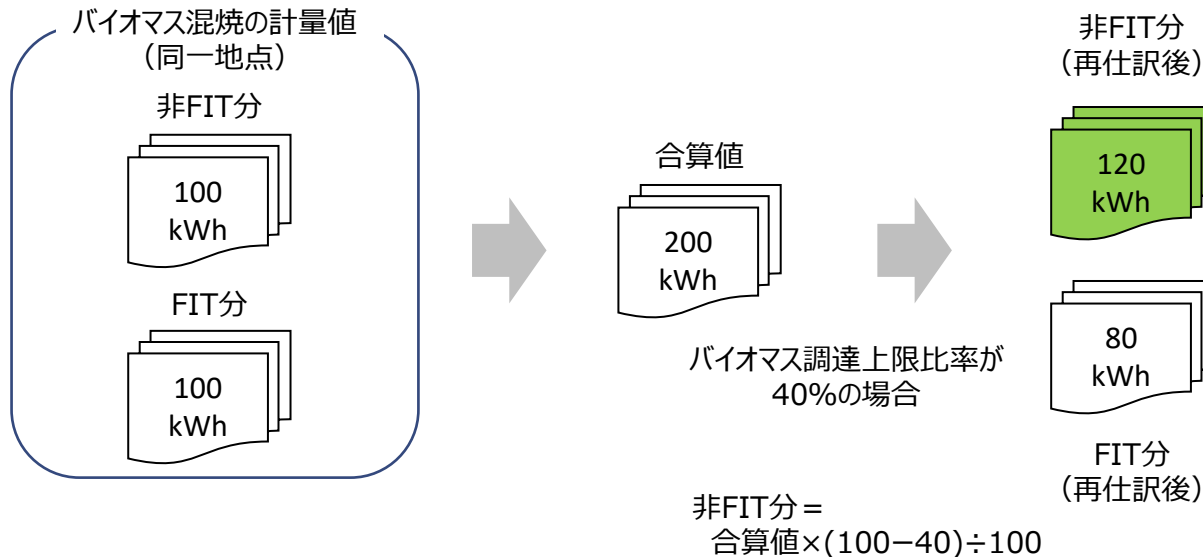 バイオマス混焼の計量値
（同一地点）
非FIT分
100
kWh
FIT分
100
kWh
合算値
200
kWh
バイオマス調達上限比率が
40%の場合
非FIT分＝
合算値×(100−40)÷100
非FIT分
（再仕訳後）
120
kWh
80
kWh
FIT分
（再仕訳後）